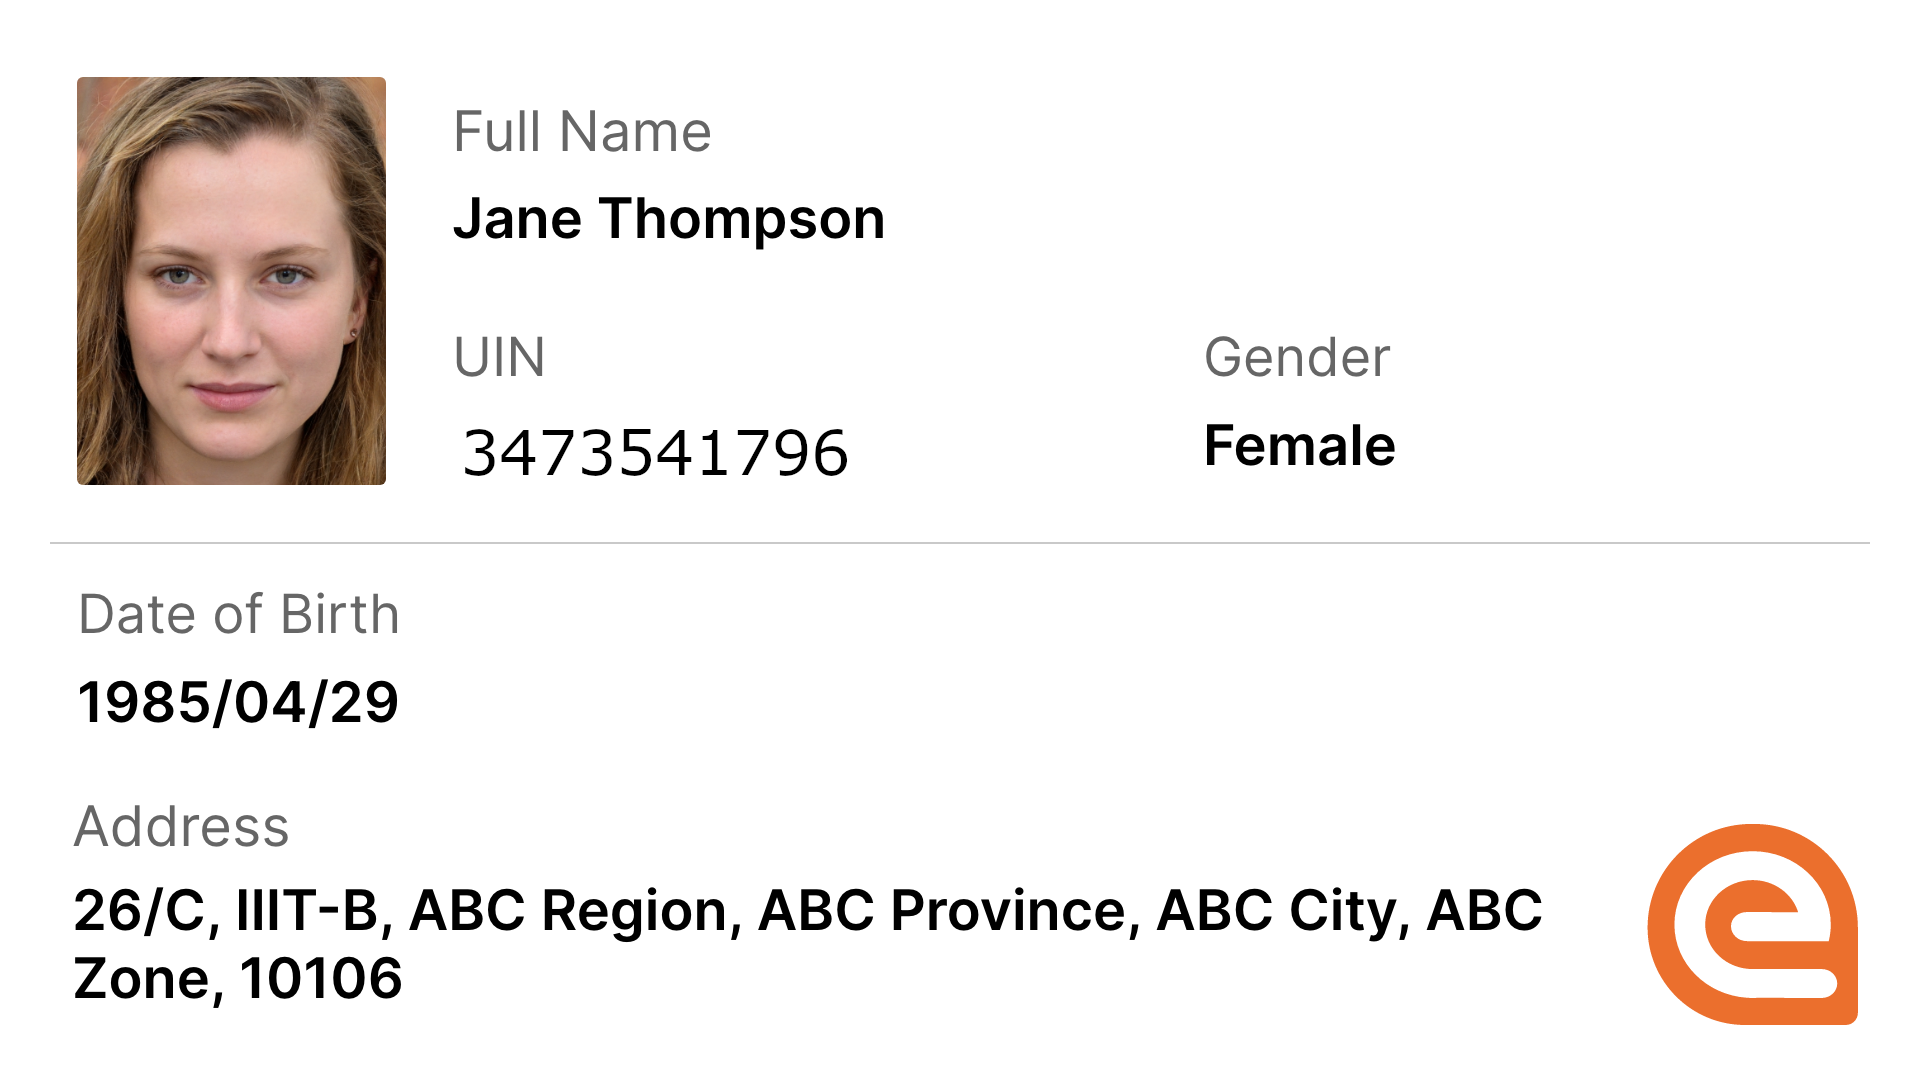 Full Name
Jane Thompson
UIN
Gender
3473541796
Female
Date of Birth
1985/04/29
Address
26/C, IIIT-B, ABC Region, ABC Province, ABC City, ABC
Zone, 10106